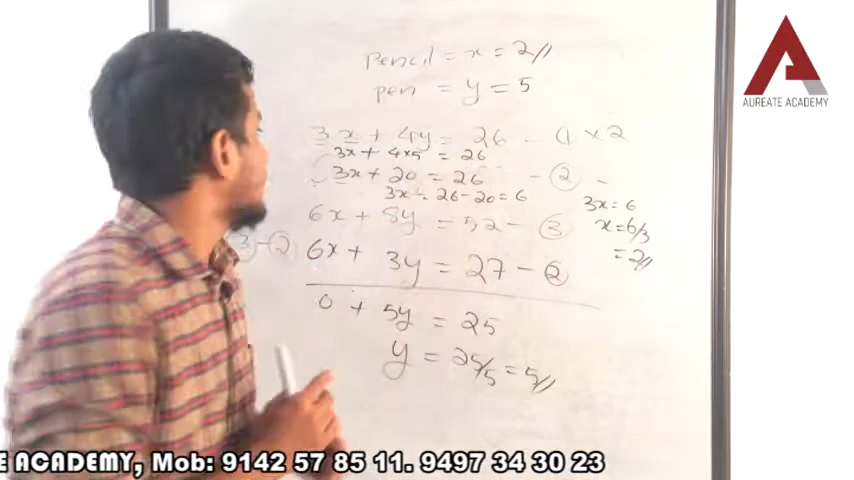 Pencil = x = 2//
pen = y = 5
AUREATE ACADEMY
3x + 4y = 26 - (1 × 2
3x + 4×5 = 26
3x + 20 = 26 - (2) -
3x = 26-20 = 6
3x = 6
x = 6/3
= 2//
6x + 8y = 52 - (3)
(3)-(2) 6x + 3y = 27 - (2)
0 + 5y = 25
y = 25/5 = 5//
E ACADEMY, Mob: 9142 57 85 11. 9497 34 30 23